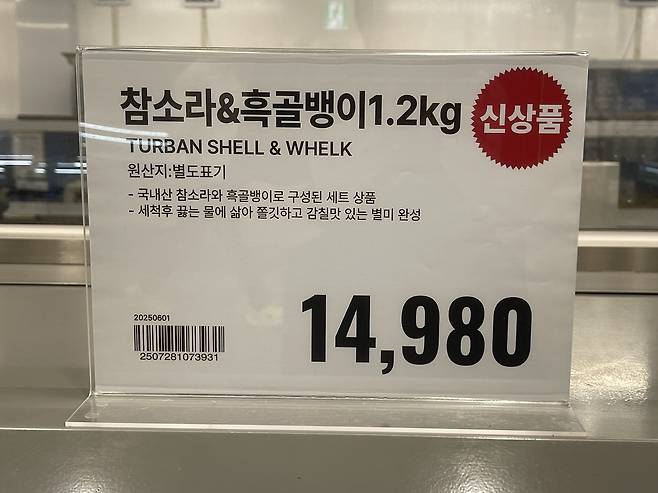 참소라&흑골뱅이1.2kg
신상품
TURBAN SHELL & WHELK
원산지:별도표기
- 국내산 참소라와 흑골뱅이로 구성된 세트 상품
- 세척후 끓는 물에 삶아 쫄깃하고 감칠맛 있는 별미 완성
20250601
2507281073931
14,980